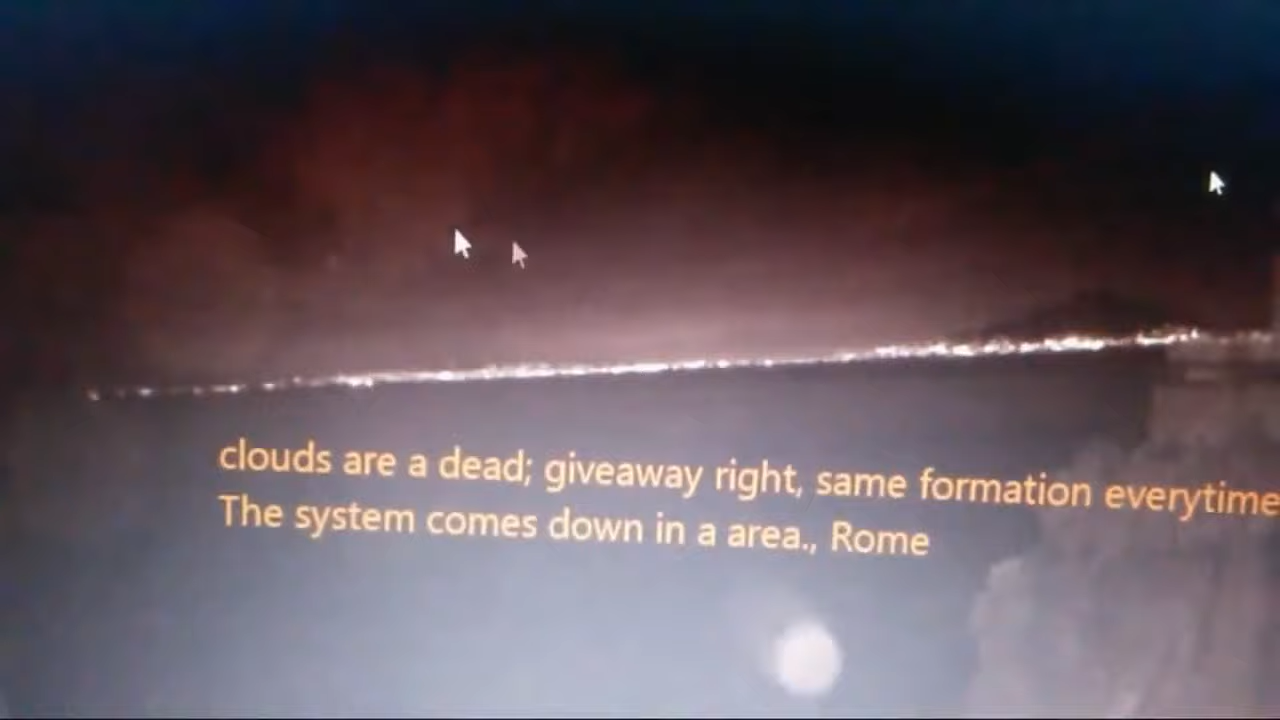 clouds are a dead; giveaway right, same formation everytime
The system comes down in a area., Rome